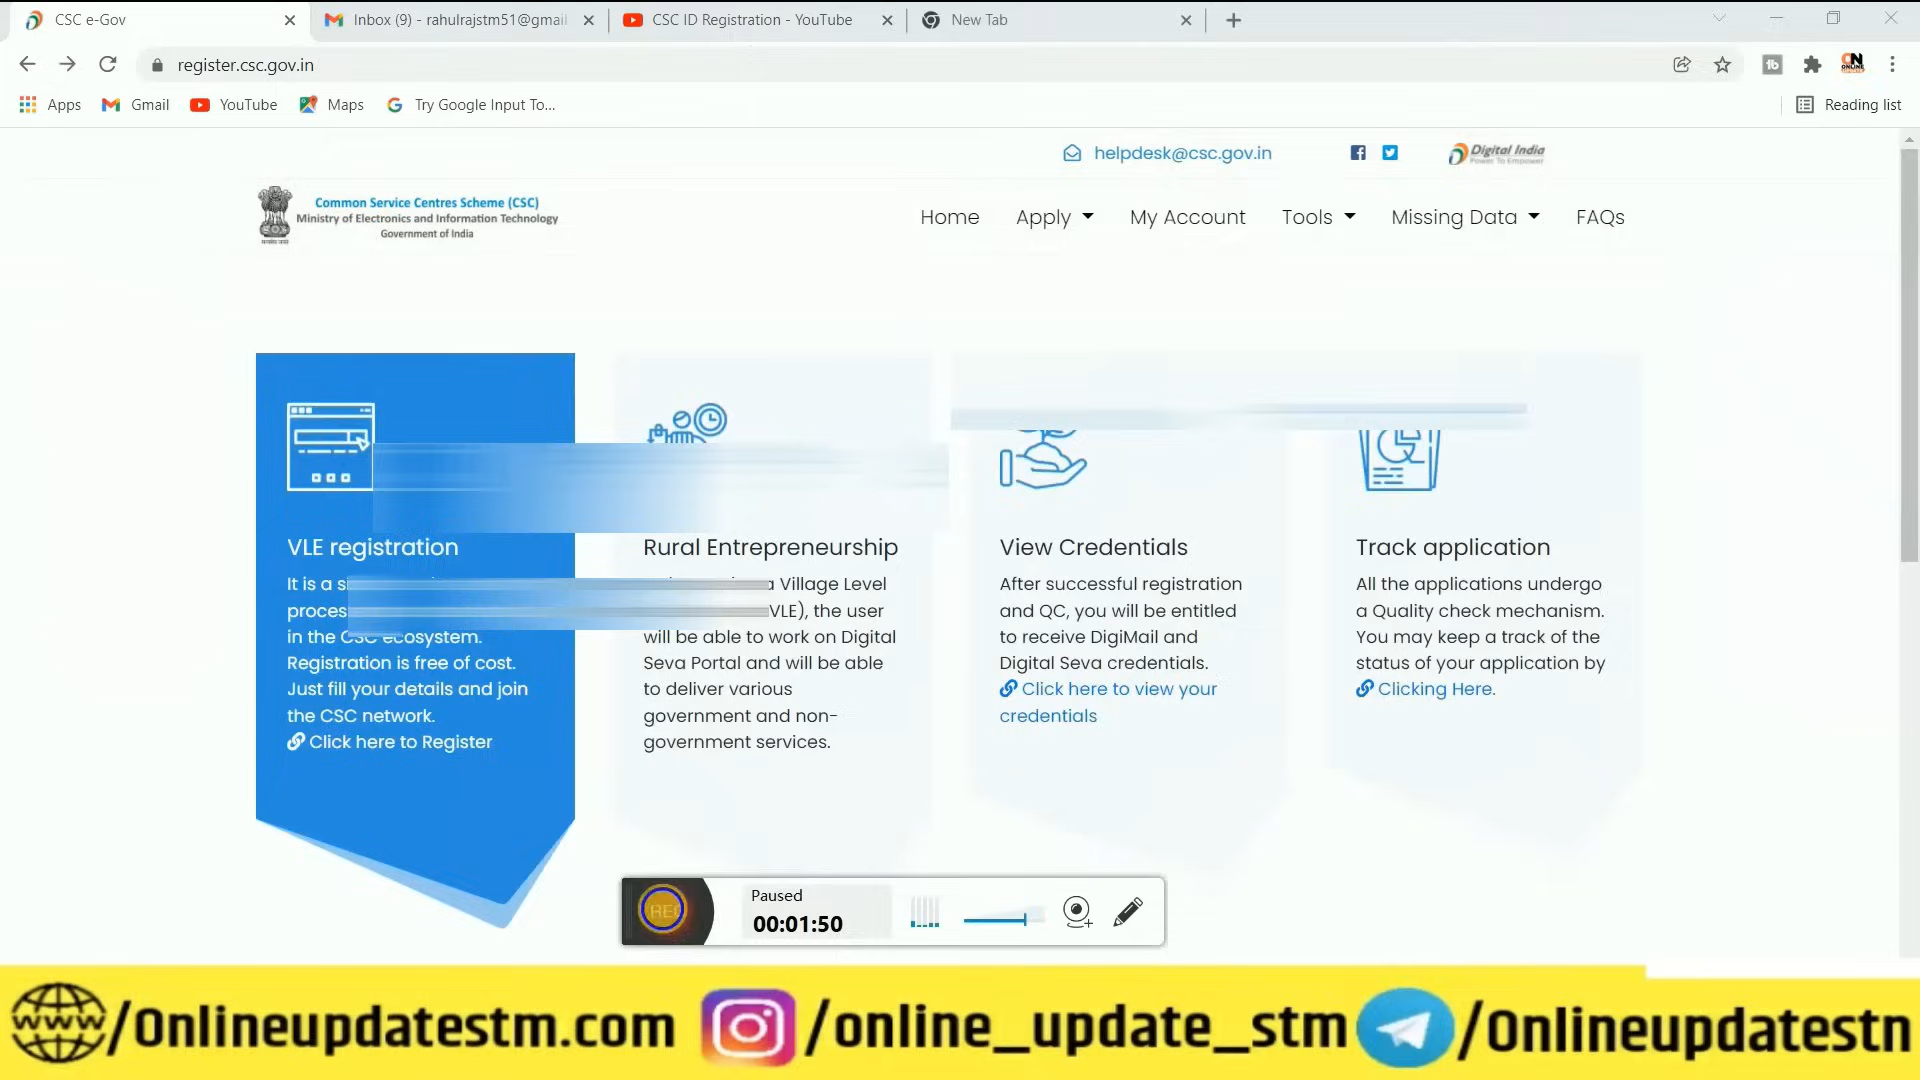 CSC e-Gov
Inbox (9) - rahulrajstm51@gmail
CSC ID Registration - YouTube
New Tab
register.csc.gov.in
Apps
Gmail
YouTube
Maps
Try Google Input To...
Reading list
helpdesk@csc.gov.in
Digital India
Power To Empower
Common Service Centres Scheme (CSC)
Ministry of Electronics and Information Technology
Government of India
Home
Apply
My Account
Tools
Missing Data
FAQs
VLE registration
It is a
in the CSC ecosystem.
Registration is free of cost.
Just fill your details and join
the CSC network.
Click here to Register
Rural Entrepreneurship
Village Level
VLE), the user
will be able to work on Digital
Seva Portal and will be able
to deliver various
government and non-
government services.
View Credentials
After successful registration
and QC, you will be entitled
to receive DigiMail and
Digital Seva credentials.
Click here to view your
credentials
Track application
All the applications undergo
a Quality check mechanism.
You may keep a track of the
status of your application by
Clicking Here.
REC
Paused
00:01:50
www/Onlineupdatestm.com
/online_update_stm
/Onlineupdatestn